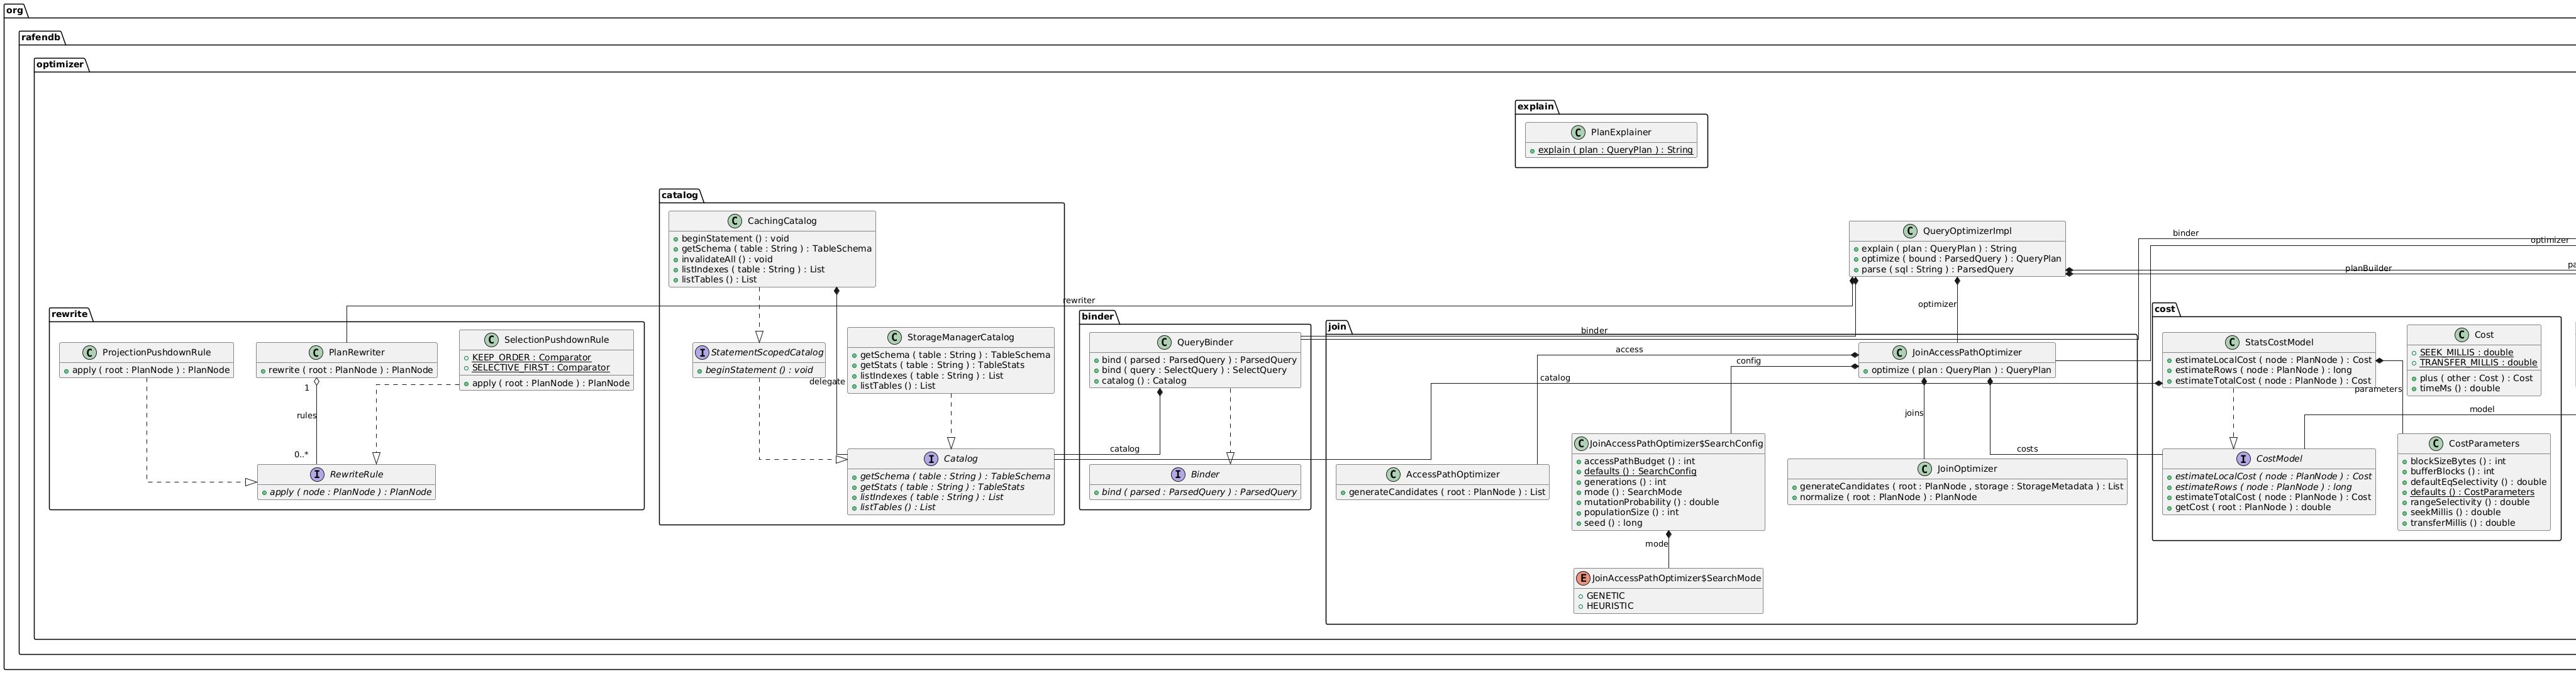 org
rafendb
optimizer
explain
C PlanExplainer
explain ( plan : QueryPlan ) : String
catalog
C CachingCatalog
beginStatement () : void
getSchema ( table : String ) : TableSchema
invalidateAll () : void
listIndexes ( table : String ) : List
listTables () : List
C QueryOptimizerImpl
explain ( plan : QueryPlan ) : String
optimize ( bound : ParsedQuery ) : QueryPlan
parse ( sql : String ) : ParsedQuery
binder
optimizer
planBuilder
pa
rewriter
optimizer
binder
rewrite
C ProjectionPushdownRule
apply ( root : PlanNode ) : PlanNode
C PlanRewriter
rewrite ( root : PlanNode ) : PlanNode
C SelectionPushdownRule
KEEP_ORDER : Comparator
SELECTIVE_FIRST : Comparator
apply ( root : PlanNode ) : PlanNode
1
rules
0..*
I RewriteRule
apply ( node : PlanNode ) : PlanNode
I StatementScopedCatalog
beginStatement () : void
delegate
C StorageManagerCatalog
getSchema ( table : String ) : TableSchema
getStats ( table : String ) : TableStats
listIndexes ( table : String ) : List
listTables () : List
I Catalog
getSchema ( table : String ) : TableSchema
getStats ( table : String ) : TableStats
listIndexes ( table : String ) : List
listTables () : List
binder
C QueryBinder
bind ( parsed : ParsedQuery ) : ParsedQuery
bind ( query : SelectQuery ) : SelectQuery
catalog () : Catalog
catalog
I Binder
bind ( parsed : ParsedQuery ) : ParsedQuery
join
access
config
catalog
C JoinAccessPathOptimizer
optimize ( plan : QueryPlan ) : QueryPlan
joins
costs
C AccessPathOptimizer
generateCandidates ( root : PlanNode ) : List
C JoinAccessPathOptimizer$SearchConfig
accessPathBudget () : int
defaults () : SearchConfig
generations () : int
mode () : SearchMode
mutationProbability () : double
populationSize () : int
seed () : long
mode
E JoinAccessPathOptimizer$SearchMode
GENETIC
HEURISTIC
C JoinOptimizer
generateCandidates ( root : PlanNode , storage : StorageMetadata ) : List
normalize ( root : PlanNode ) : PlanNode
cost
C StatsCostModel
estimateLocalCost ( node : PlanNode ) : Cost
estimateRows ( node : PlanNode ) : long
estimateTotalCost ( node : PlanNode ) : Cost
parameters
C Cost
SEEK_MILLIS : double
TRANSFER_MILLIS : double
plus ( other : Cost ) : Cost
timeMs () : double
model
I CostModel
estimateLocalCost ( node : PlanNode ) : Cost
estimateRows ( node : PlanNode ) : long
estimateTotalCost ( node : PlanNode ) : Cost
getCost ( root : PlanNode ) : double
C CostParameters
blockSizeBytes () : int
bufferBlocks () : int
defaultEqSelectivity () : double
defaults () : CostParameters
rangeSelectivity () : double
seekMillis () : double
transferMillis () : double